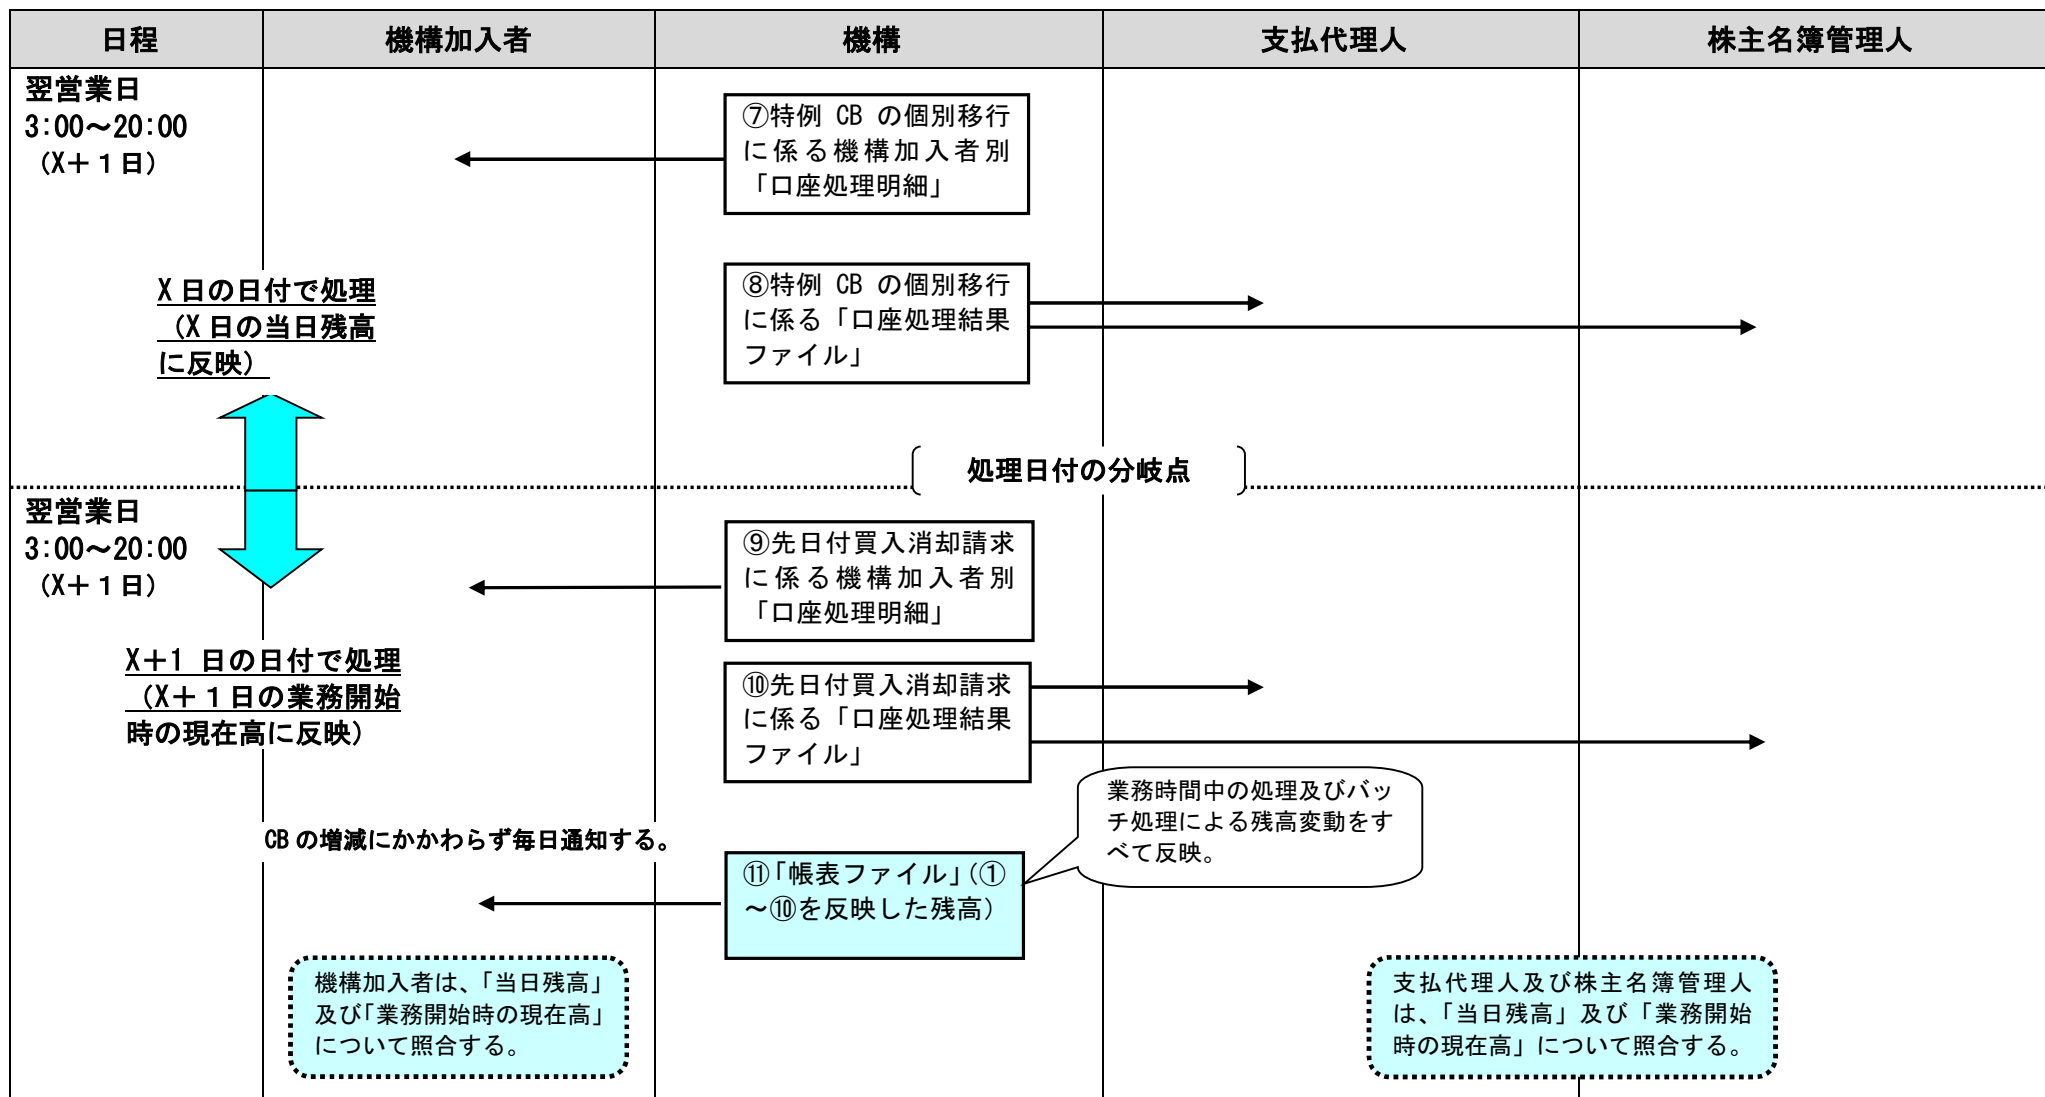 日程
機構加入者
機構
支払代理人
株主名簿管理人
翌営業日
3:00～20:00
（X＋１日）
⑦特例 CB の個別移行
に係る機構加入者別
「口座処理明細」
X 日の日付で処理
（X 日の当日残高
に反映）
⑧特例 CB の個別移行
に係る「口座処理結果
ファイル」
処理日付の分岐点
翌営業日
3:00～20:00
（X＋１日）
⑨先日付買入消却請求
に係る機構加入者別
「口座処理明細」
X＋1 日の日付で処理
（X＋１日の業務開始
時の現在高に反映）
⑩先日付買入消却請求
に係る「口座処理結果
ファイル」
業務時間中の処理及びバッ
チ処理による残高変動をす
べて反映。
CB の増減にかかわらず毎日通知する。
⑪「帳表ファイル」（①
～⑩を反映した残高）
機構加入者は、「当日残高」
及び「業務開始時の現在高」
について照合する。
支払代理人及び株主名簿管理人
は、「当日残高」及び「業務開始
時の現在高」について照合する。